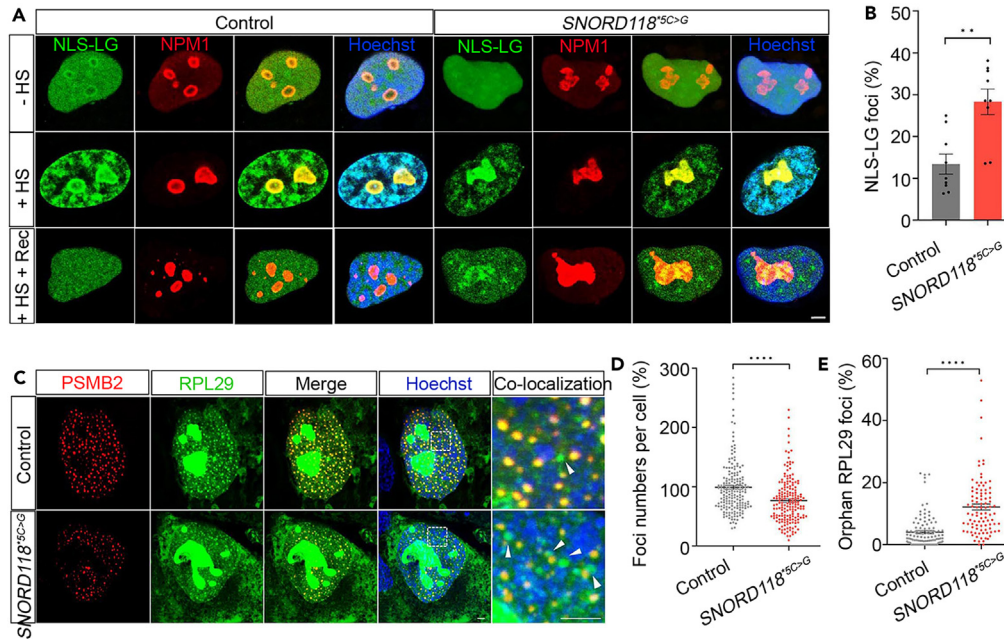 A
Control
SNORD118*5C>G
NLS-LG NPM1 Hoechst NLS-LG NPM1 Hoechst
- HS
+ HS
+ HS + Rec
B
NLS-LG foci (%)
50
40
30
20
10
0
**
Control
SNORD118*5C>G
C
PSMB2 RPL29 Merge Hoechst Co-localization
Control
SNORD118*5C>G
D
Foci numbers per cell (%)
300
200
100
0
****
Control
SNORD118*5C>G
E
Orphan RPL29 foci (%)
60
40
20
0
****
Control
SNORD118*5C>G